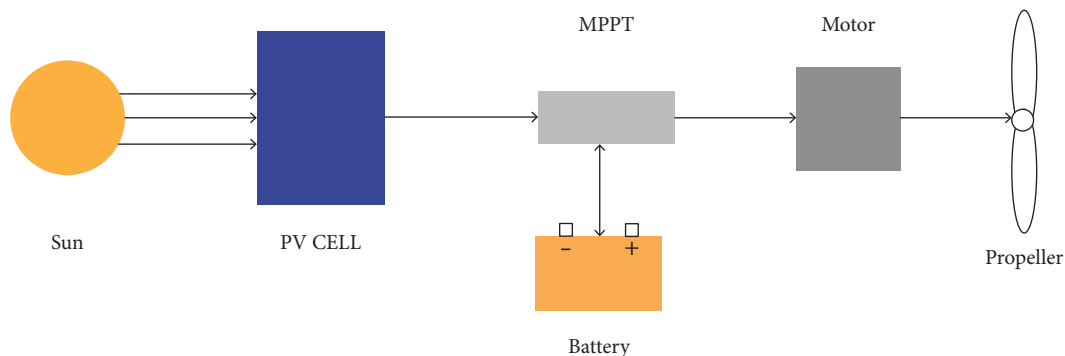 MPPT
Motor
Sun
PV CELL
- +
Propeller
Battery